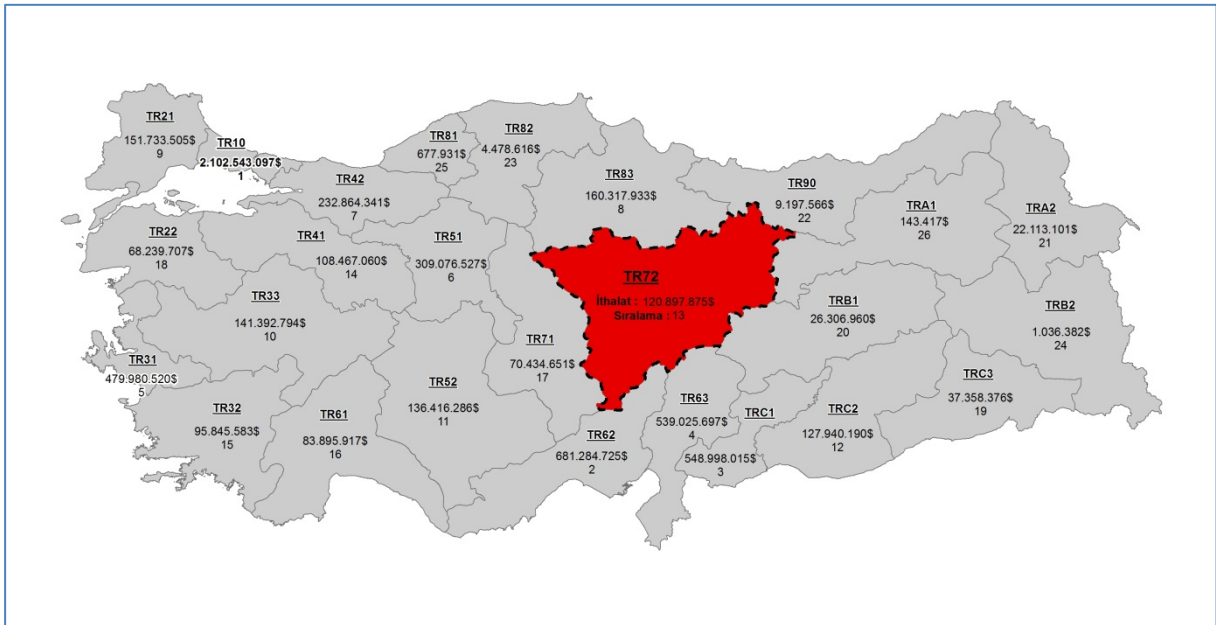 TR21
151.733.505$
9
TR10
2.102.543.097$
1
TR81
677.931$
25
TR82
4.478.616$
23
TR42
232.864.341$
7
TR83
160.317.933$
8
TR90
9.197.566$
22
TRA1
143.417$
26
TRA2
22.113.101$
21
TR22
68.239.707$
18
TR41
108.467.060$
14
TR51
309.076.527$
6
TR72
İthalat : 120.897.875$
Sıralama : 13
TR33
141.392.794$
10
TRB1
26.306.960$
20
TRB2
1.036.382$
24
TR31
479.980.520$
5
TR71
70.434.651$
17
TR52
136.416.286$
11
TR32
95.845.583$
15
TR61
83.895.917$
16
TR62
681.284.725$
2
TR63
539.025.697$
4
TRC1
548.998.015$
3
TRC2
127.940.190$
12
TRC3
37.358.376$
19